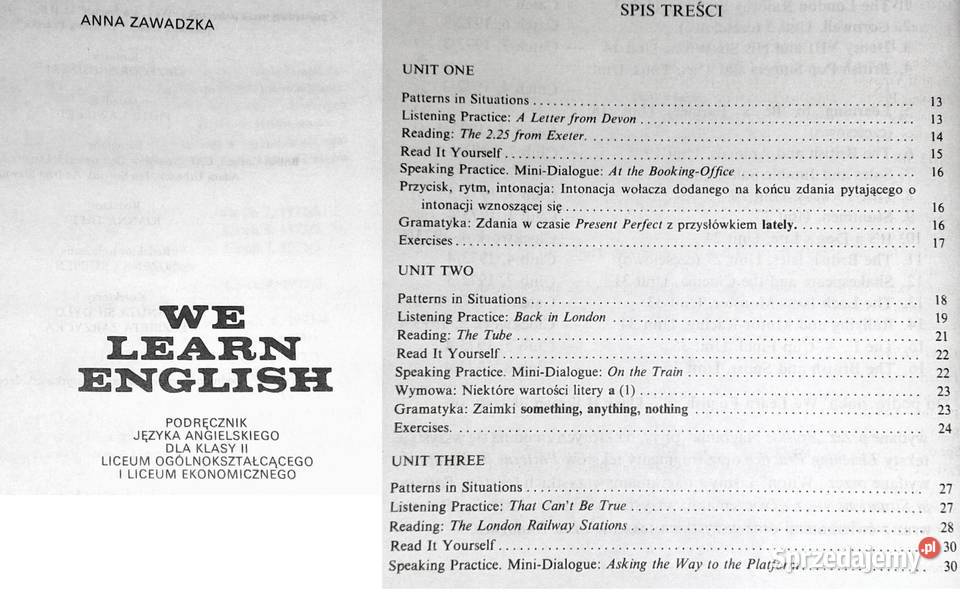 ANNA ZAWADZKA
WE
LEARN
ENGLISH
PODRĘCZNIK
JĘZYKA ANGIELSKIEGO
DLA KLASY II
LICEUM OGÓLNOKSZTAŁCĄCEGO
I LICEUM EKONOMICZNEGO
SPIS TREŚCI
UNIT ONE
Patterns in Situations 13
Listening Practice: A Letter from Devon 13
Reading: The 2.25 from Exeter. 14
Read It Yourself 15
Speaking Practice. Mini-Dialogue: At the Booking-Office 16
Przycisk, rytm, intonacja: Intonacja wołacza dodanego na końcu zdania pytającego o
intonacji wznoszącej się 16
Gramatyka: Zdania w czasie Present Perfect z przysłówkiem lately. 16
Exercises 17
UNIT TWO
Patterns in Situations 18
Listening Practice: Back in London 19
Reading: The Tube 21
Read It Yourself 22
Speaking Practice. Mini-Dialogue: On the Train 22
Wymowa: Niektóre wartości litery a (1) 23
Gramatyka: Zaimki something, anything, nothing 23
Exercises. 24
UNIT THREE
Patterns in Situations 27
Listening Practice: That Can't Be True 27
Reading: The London Railway Stations 28
Read It Yourself 30
Speaking Practice. Mini-Dialogue: Asking the Way to the Platform 30
Sprzedajemy.pl